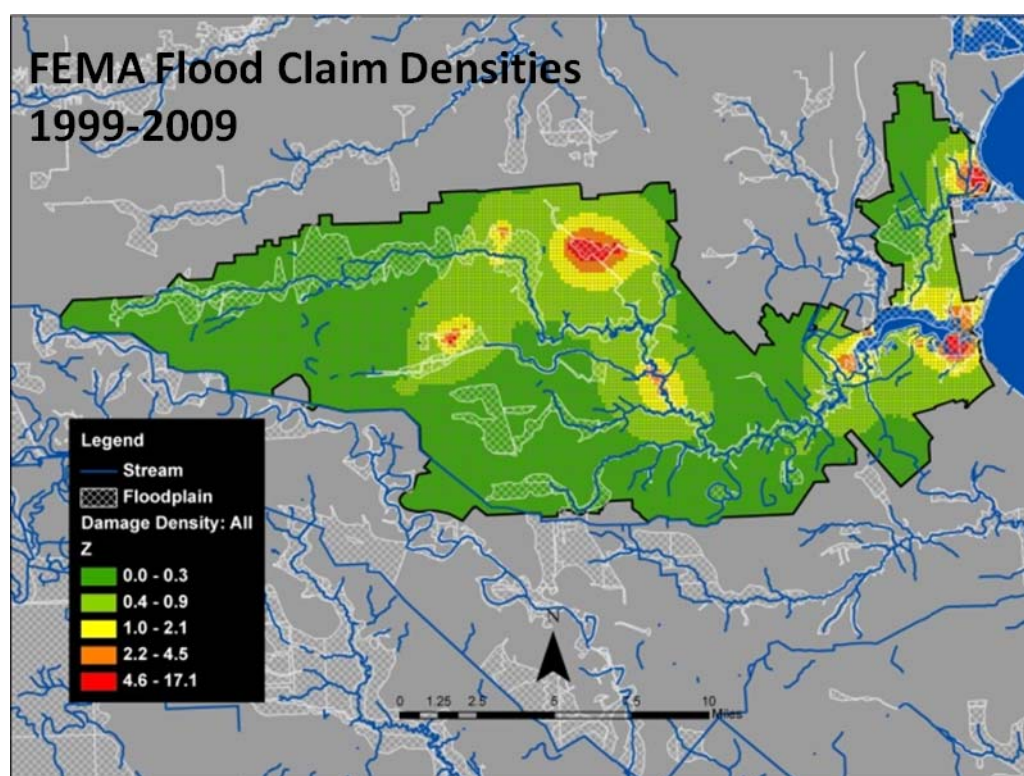 FEMA Flood Claim Densities
1999-2009
Legend
Stream
Floodplain
Damage Density: All
Z
0.0 - 0.3
0.4 - 0.9
1.0 - 2.1
2.2 - 4.5
4.6 - 17.1
N
0 1.25 2.5 5 7.5 10
Miles